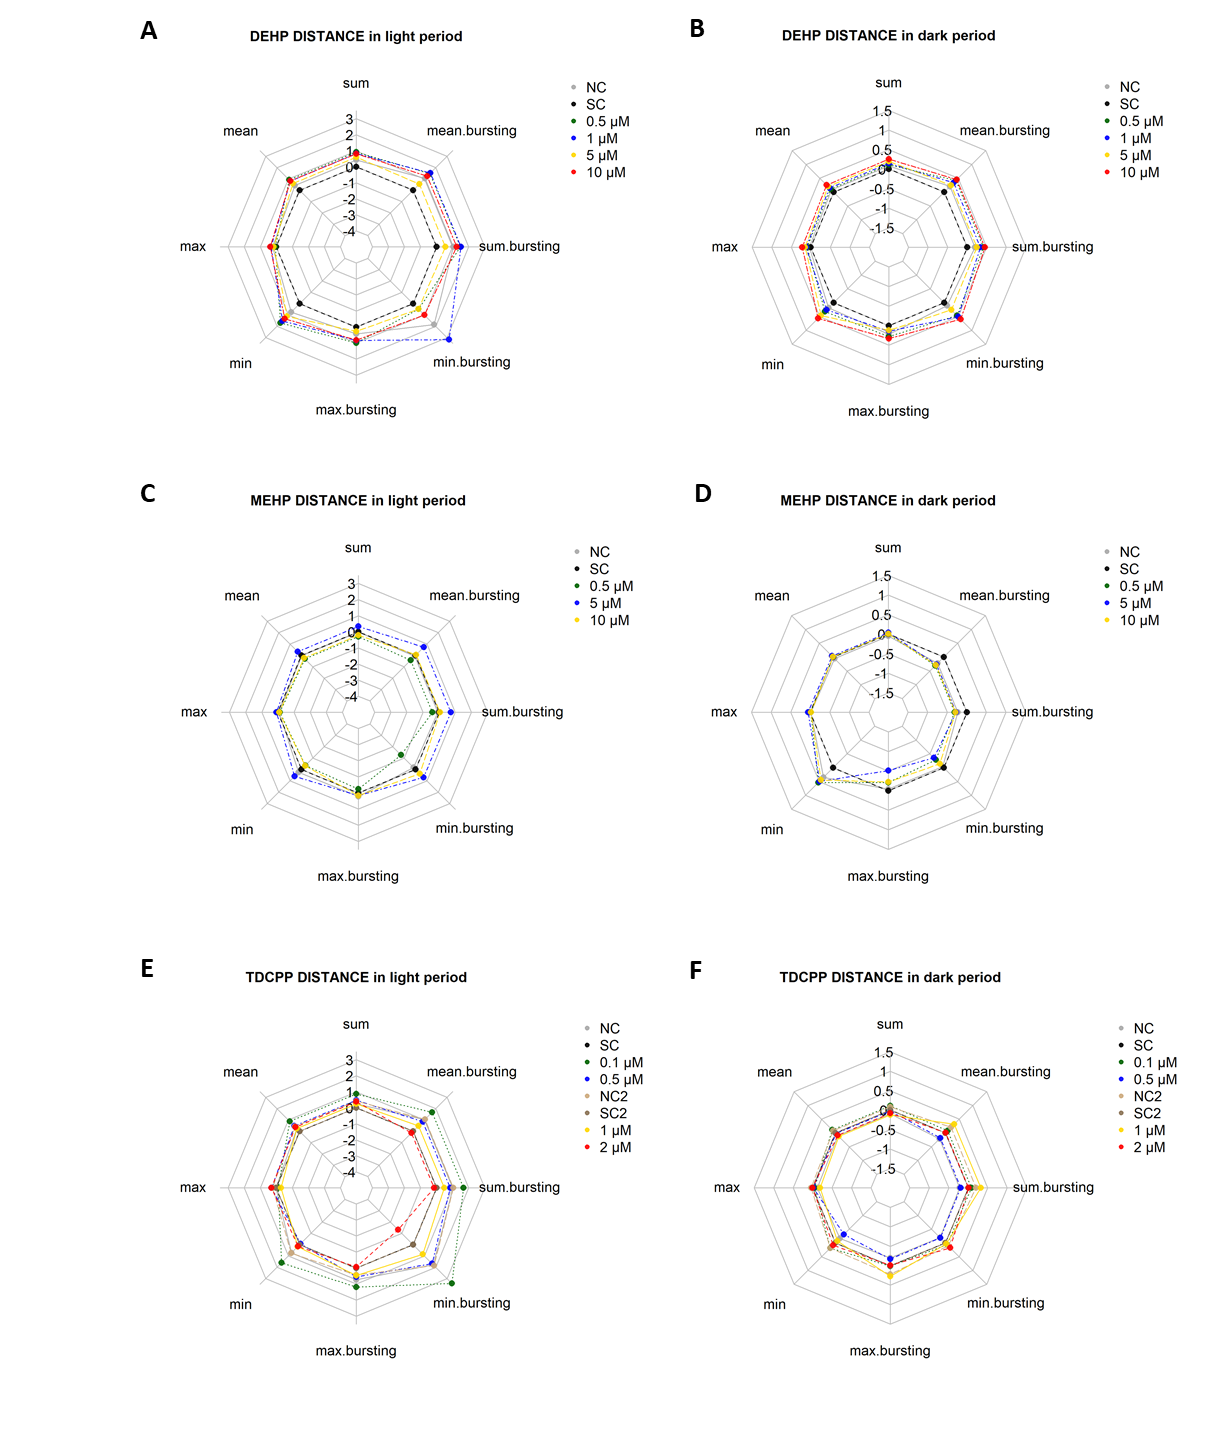 A
DEHP DISTANCE in light period
sum
mean
mean.bursting
max
sum.bursting
min
min.bursting
max.bursting
3
2
1
0
-1
-2
-3
-4
NC
SC
0.5 µM
1 µM
5 µM
10 µM
B
DEHP DISTANCE in dark period
sum
mean
mean.bursting
max
sum.bursting
min
min.bursting
max.bursting
1.5
1
0.5
0
-0.5
-1
-1.5
NC
SC
0.5 µM
1 µM
5 µM
10 µM
C
MEHP DISTANCE in light period
sum
mean
mean.bursting
max
sum.bursting
min
min.bursting
max.bursting
3
2
1
0
-1
-2
-3
-4
NC
SC
0.5 µM
5 µM
10 µM
D
MEHP DISTANCE in dark period
sum
mean
mean.bursting
max
sum.bursting
min
min.bursting
max.bursting
1.5
1
0.5
0
-0.5
-1
-1.5
NC
SC
0.5 µM
5 µM
10 µM
E
TDCPP DISTANCE in light period
sum
mean
mean.bursting
max
sum.bursting
min
min.bursting
max.bursting
3
2
1
0
-1
-2
-3
-4
NC
SC
0.1 µM
0.5 µM
NC2
SC2
1 µM
2 µM
F
TDCPP DISTANCE in dark period
sum
mean
mean.bursting
max
sum.bursting
min
min.bursting
max.bursting
1.5
1
0.5
0
-0.5
-1
-1.5
NC
SC
0.1 µM
0.5 µM
NC2
SC2
1 µM
2 µM